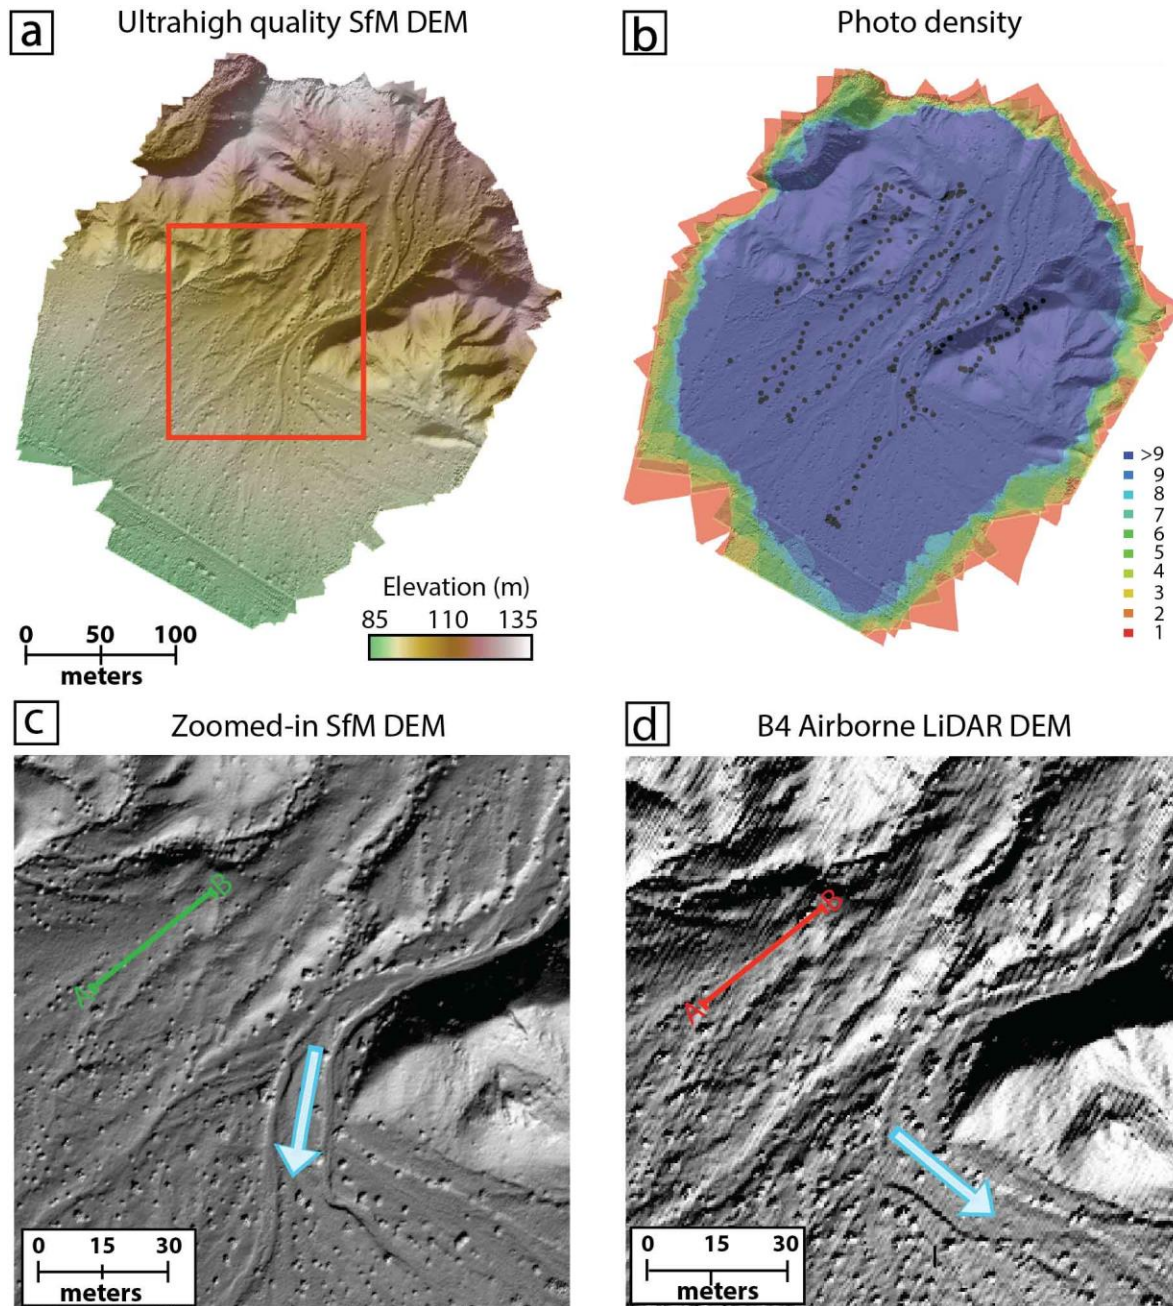 a
Ultrahigh quality SfM DEM
Elevation (m)
85 110 135
0 50 100
meters
b
Photo density
>9
9
8
7
6
5
4
3
2
1
c
Zoomed-in SfM DEM
A
B
0 15 30
meters
d
B4 Airborne LiDAR DEM
A
B
0 15 30
meters